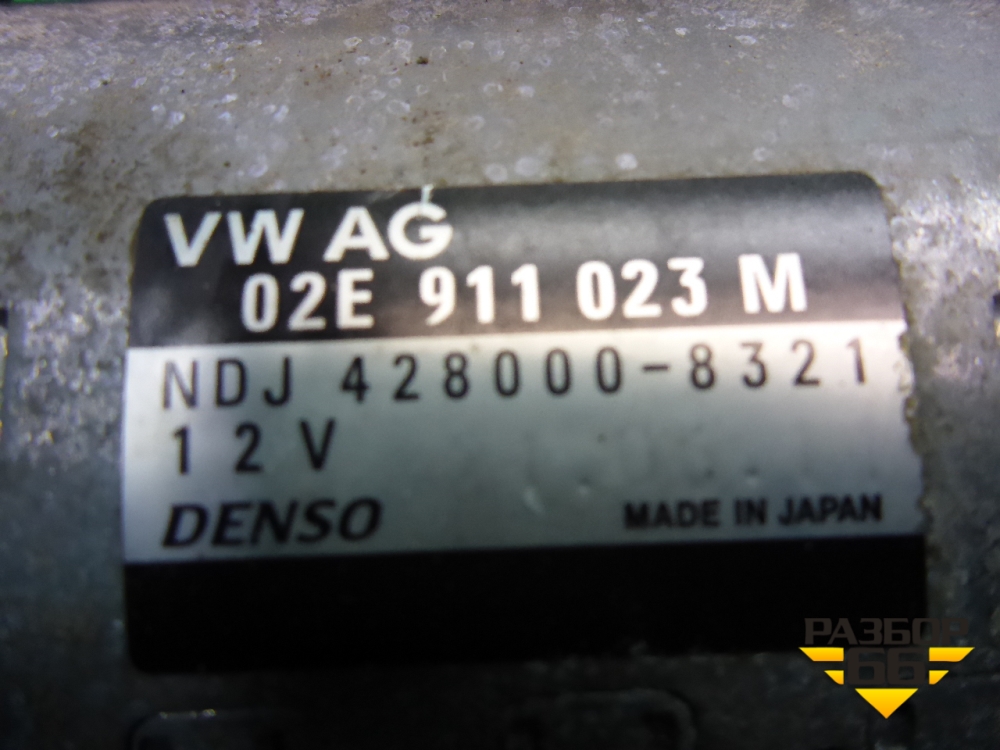 VW AG
02E 911 023 M
NDJ 428000-8321
12V
DENSO
MADE IN JAPAN
РАЗБОР
66